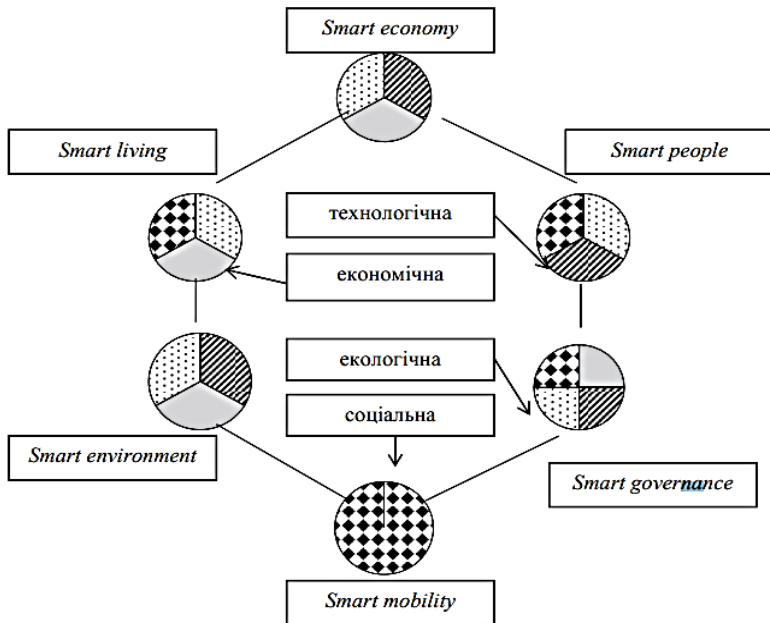 Smart economy
Smart living
Smart people
технологічна
економічна
екологічна
соціальна
Smart environment
Smart governance
Smart mobility